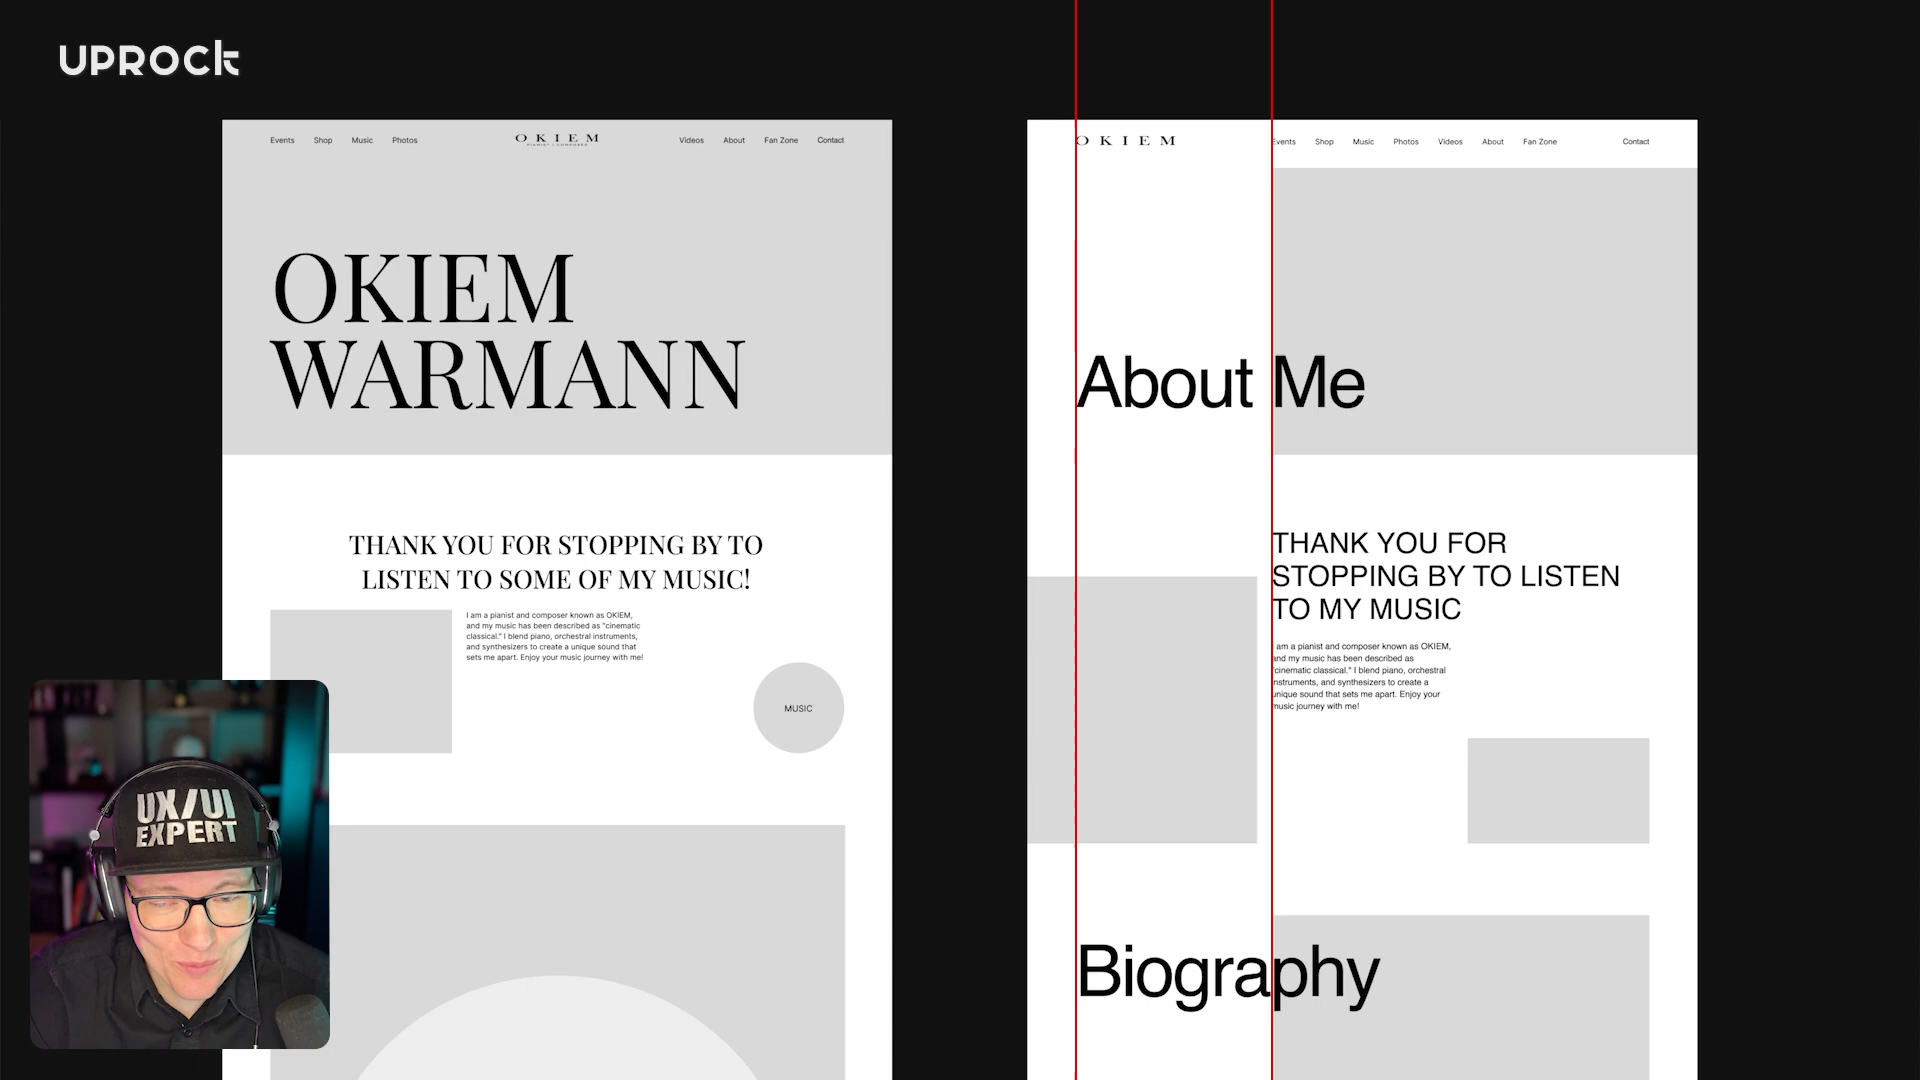 UPROCK
Events Shop Music Photos OKIEM Videos About Fan Zone Contact
PIANIST | COMPOSER
OKIEM
WARMANN
THANK YOU FOR STOPPING BY TO
LISTEN TO SOME OF MY MUSIC!
I am a pianist and composer known as OKIEM,
and my music has been described as "cinematic
classical." I blend piano, orchestral instruments,
and synthesizers to create a unique sound that
sets me apart. Enjoy your music journey with me!
MUSIC
OKIEM Events Shop Music Photos Videos About Fan Zone Contact
About Me
THANK YOU FOR
STOPPING BY TO LISTEN
TO MY MUSIC
I am a pianist and composer known as OKIEM,
and my music has been described as
"cinematic classical." I blend piano, orchestral
instruments, and synthesizers to create a
unique sound that sets me apart. Enjoy your
music journey with me!
Biography
UX/UI
EXPERT